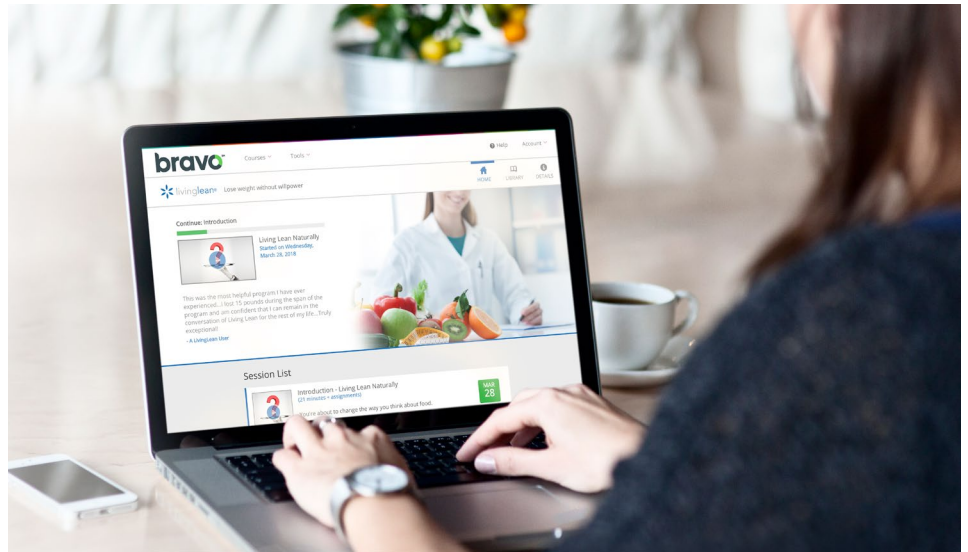 bravo
Courses
Tools
Help
Account
livinglean
Lose weight without willpower
HOME
LIBRARY
DETAILS
Continue: Introduction
Living Lean Naturally
Started on Wednesday,
March 28, 2018
This was the most helpful program I have ever
experienced...I lost 15 pounds during the span of the
program and am confident that I can remain in the
conversation of Living Lean for the rest of my life...Truly
exceptional!
- A LivingLean User
Session List
Introduction - Living Lean Naturally
(21 minutes + assignments)
You're about to change the way you think about food.
MAR
28